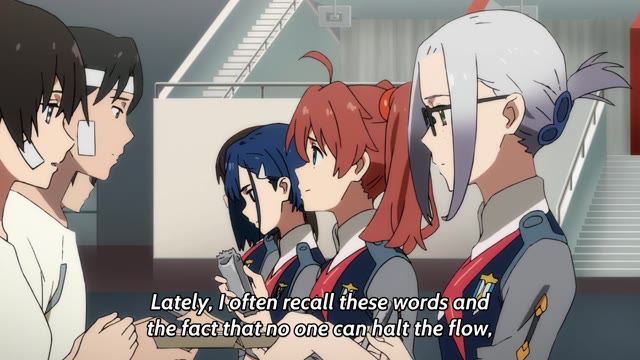 Lately, I often recall these words and
the fact that no one can halt the flow,